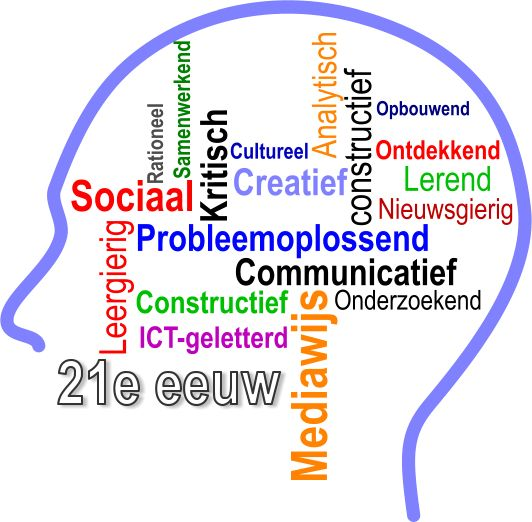 Rationeel
Samenwerkend
Kritisch
Analytisch
constructief
Opbouwend
Cultureel
Ontdekkend
Sociaal
Creatief
Lerend
Nieuwsgierig
Leergierig
Probleemoplossend
Communicatief
Constructief
Mediawijs
Onderzoekend
ICT-geletterd
21e eeuw